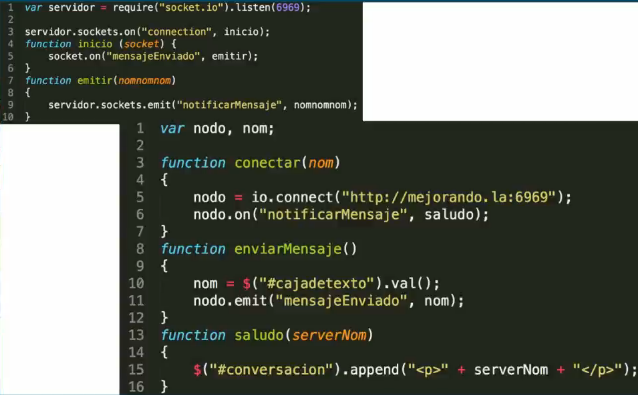 1 var servidor = require("socket.io").listen(6969);
2
3 servidor.sockets.on("connection", inicio);
4 function inicio (socket) {
5 socket.on("mensajeEnviado", emitir);
6 }
7 function emitir(nomnomnom)
8 {
9 servidor.sockets.emit("notificarMensaje", nomnomnom);
10 }
1 var nodo, nom;
2
3 function conectar(nom)
4 {
5 nodo = io.connect("http://mejorando.la:6969");
6 nodo.on("notificarMensaje", saludo);
7 }
8 function enviarMensaje()
9 {
10 nom = $("#cajadetexto").val();
11 nodo.emit("mensajeEnviado", nom);
12 }
13 function saludo(serverNom)
14 {
15 $("#conversacion").append("<p>" + serverNom + "</p>");
16 }